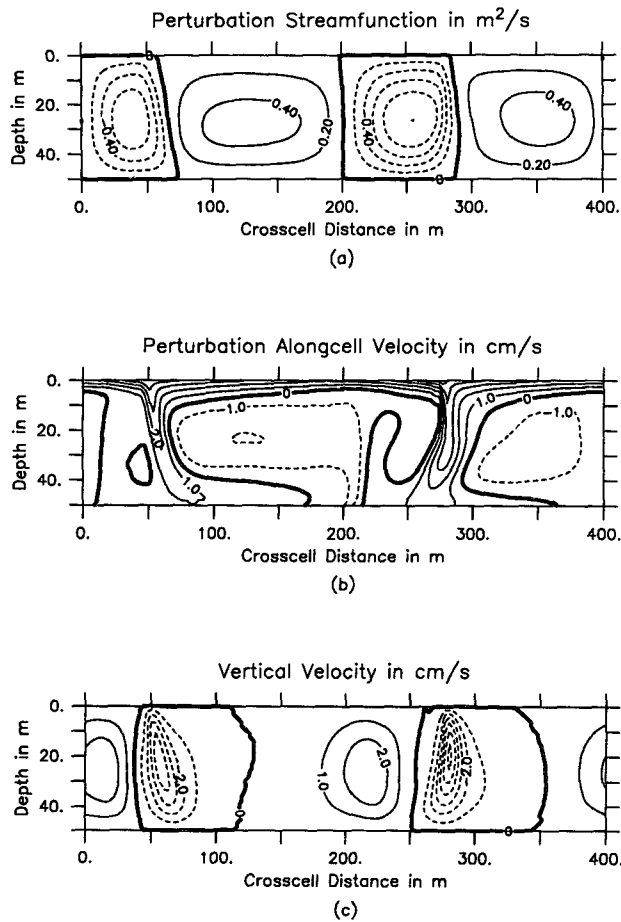 Perturbation Streamfunction in m²/s
0.
20.
40.
Depth in m
0
0.40
0.40
0.20
0.40
0.40
0.20
0
0. 100. 200. 300. 400.
Crosscell Distance in m
(a)
Perturbation Alongcell Velocity in cm/s
0.
20.
40.
Depth in m
2.0
1.0
1.0
0
1.0
0
1.0
0. 100. 200. 300. 400.
Crosscell Distance in m
(b)
Vertical Velocity in cm/s
0.
20.
40.
Depth in m
2.0
0
1.0
2.0
2.0
0
0. 100. 200. 300. 400.
Crosscell Distance in m
(c)